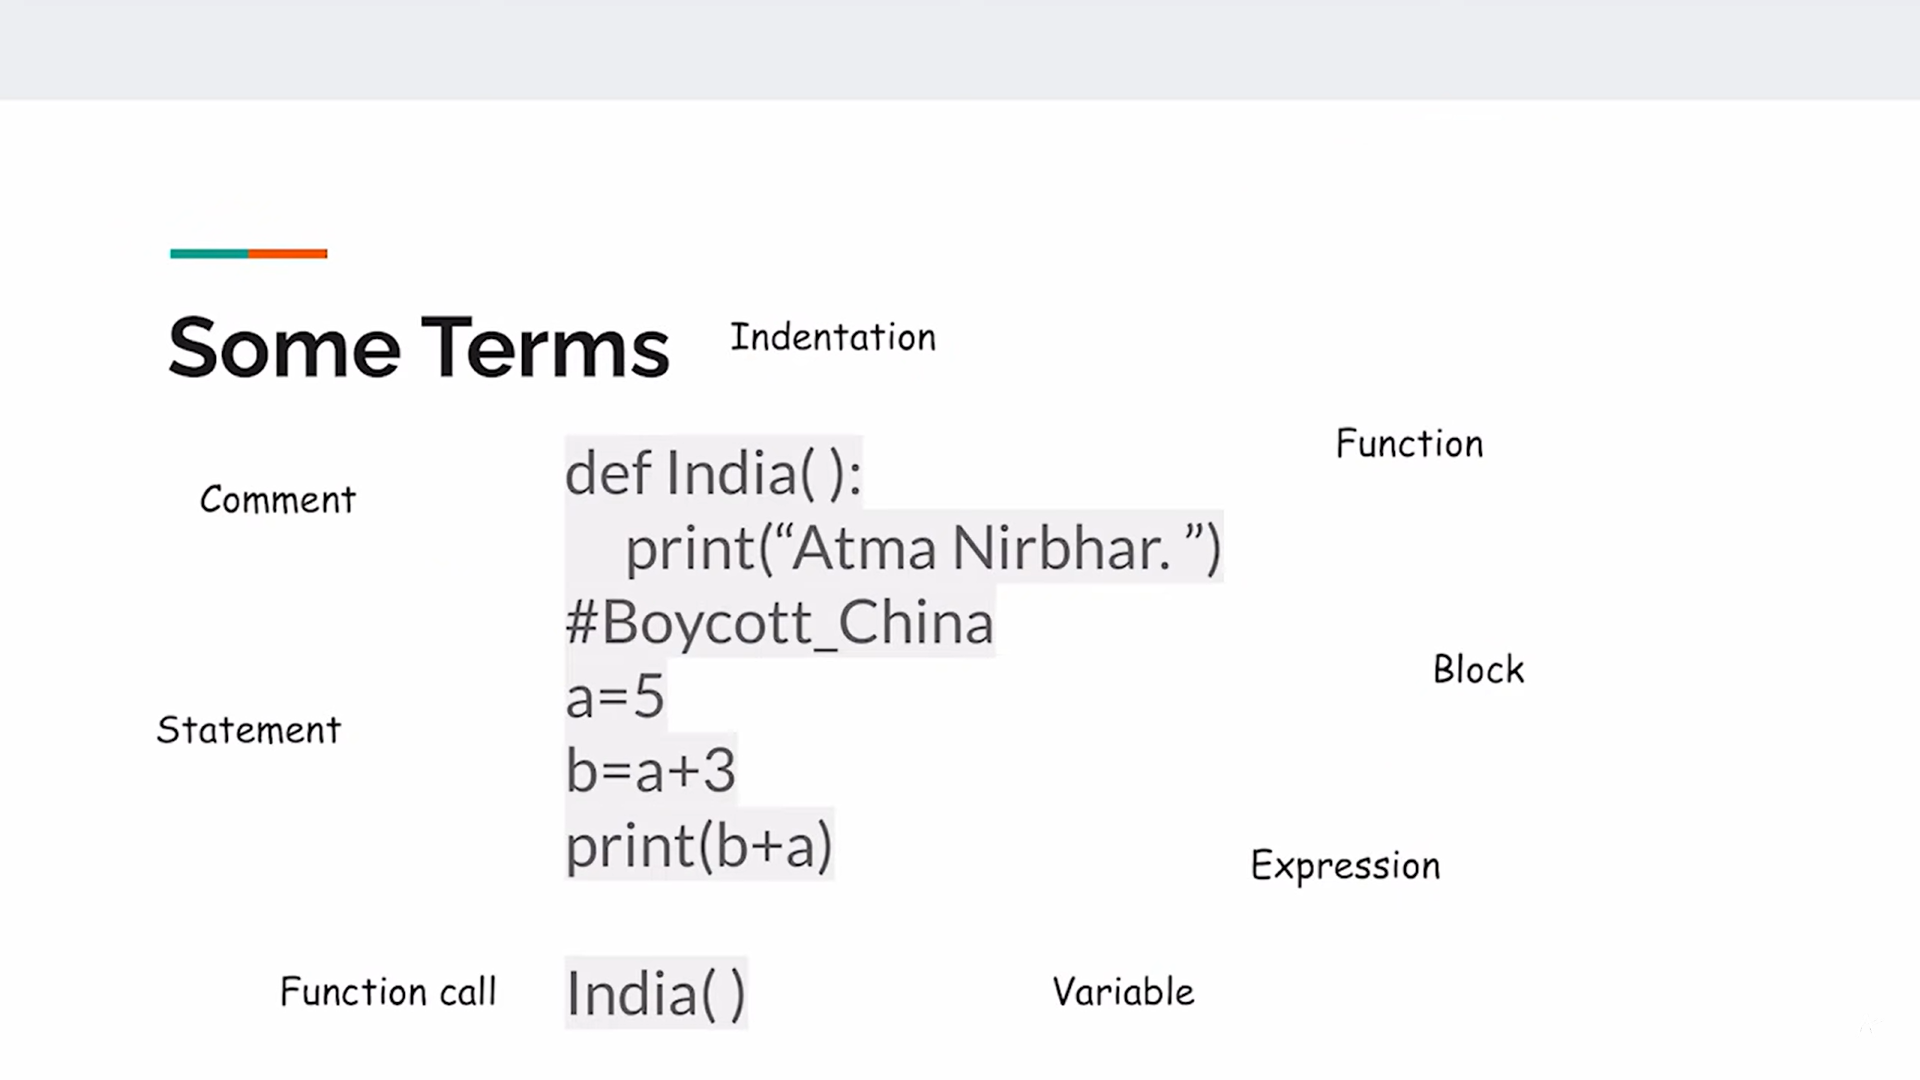 Some Terms
Indentation
Function
Comment
def India( ):
print(“Atma Nirbhar. ”)
#Boycott_China
a=5
b=a+3
print(b+a)
Block
Statement
Expression
Function call
India( )
Variable